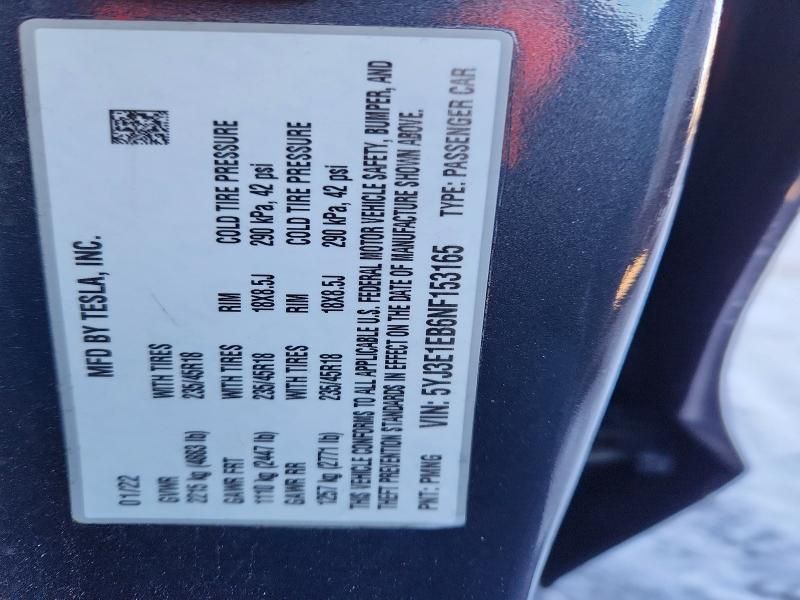 MFD BY TESLA, INC.
01/22
GVWR WITH TIRES
2215 kg (4883 lb) 235/45R18
GAWR FRT WITH TIRES RIM COLD TIRE PRESSURE
1110 kg (2447 lb) 235/45R18 18X8.5J 290 kPa, 42 psi
GAWR RR WITH TIRES RIM COLD TIRE PRESSURE
1257 kg (2771 lb) 235/45R18 18X8.5J 290 kPa, 42 psi
THIS VEHICLE CONFORMS TO ALL APPLICABLE U.S. FEDERAL MOTOR VEHICLE SAFETY, BUMPER, AND
THEFT PREVENTION STANDARDS IN EFFECT ON THE DATE OF MANUFACTURE SHOWN ABOVE.
PNT: PMNG VIN: 5YJ3E1EB6NF153165 TYPE: PASSENGER CAR